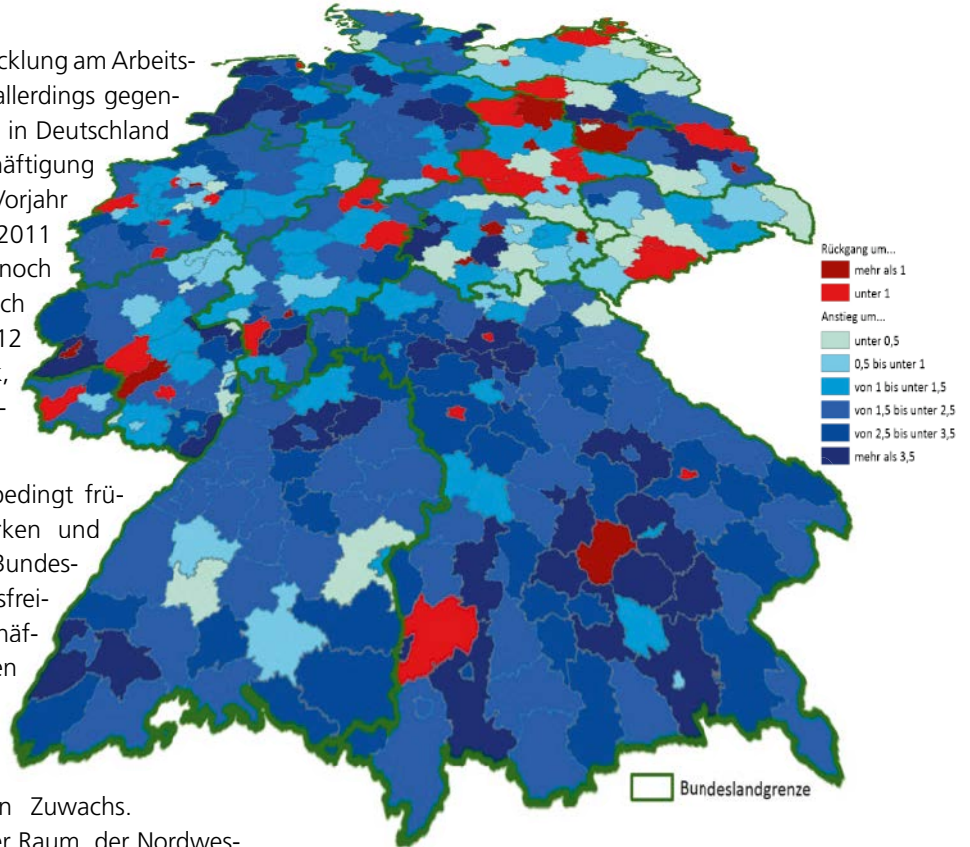 cklung am Arbeits-
allerdings gegen-
in Deutschland
häftigung
Vorjahr
2011
noch
ch
12
-
bedingt frü-
rken und
Bundes-
sfrei-
häf-
en
n Zuwachs.
er Raum, der Nordwes-
Rückgang um...
mehr als 1
unter 1
Anstieg um...
unter 0,5
0,5 bis unter 1
von 1 bis unter 1,5
von 1,5 bis unter 2,5
von 2,5 bis unter 3,5
mehr als 3,5
Bundeslandgrenze